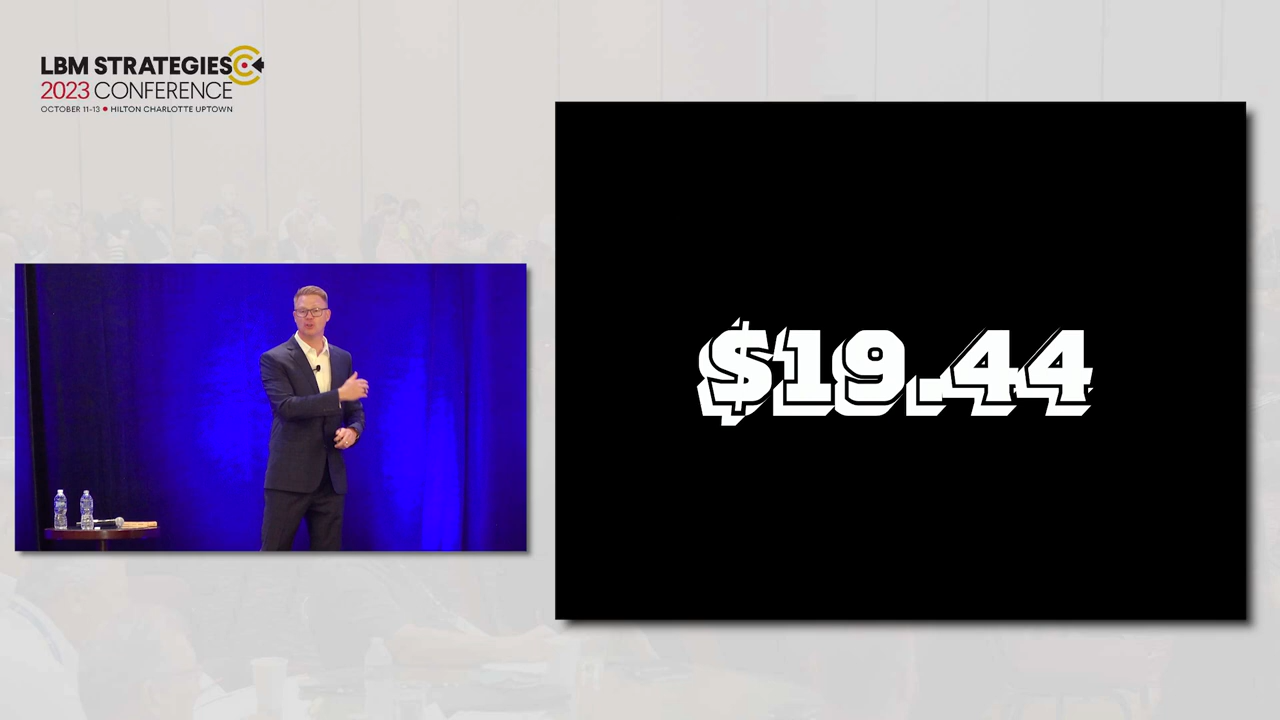 LBM STRATEGIES
2023 CONFERENCE
OCTOBER 11-13 • HILTON CHARLOTTE UPTOWN
$19.44